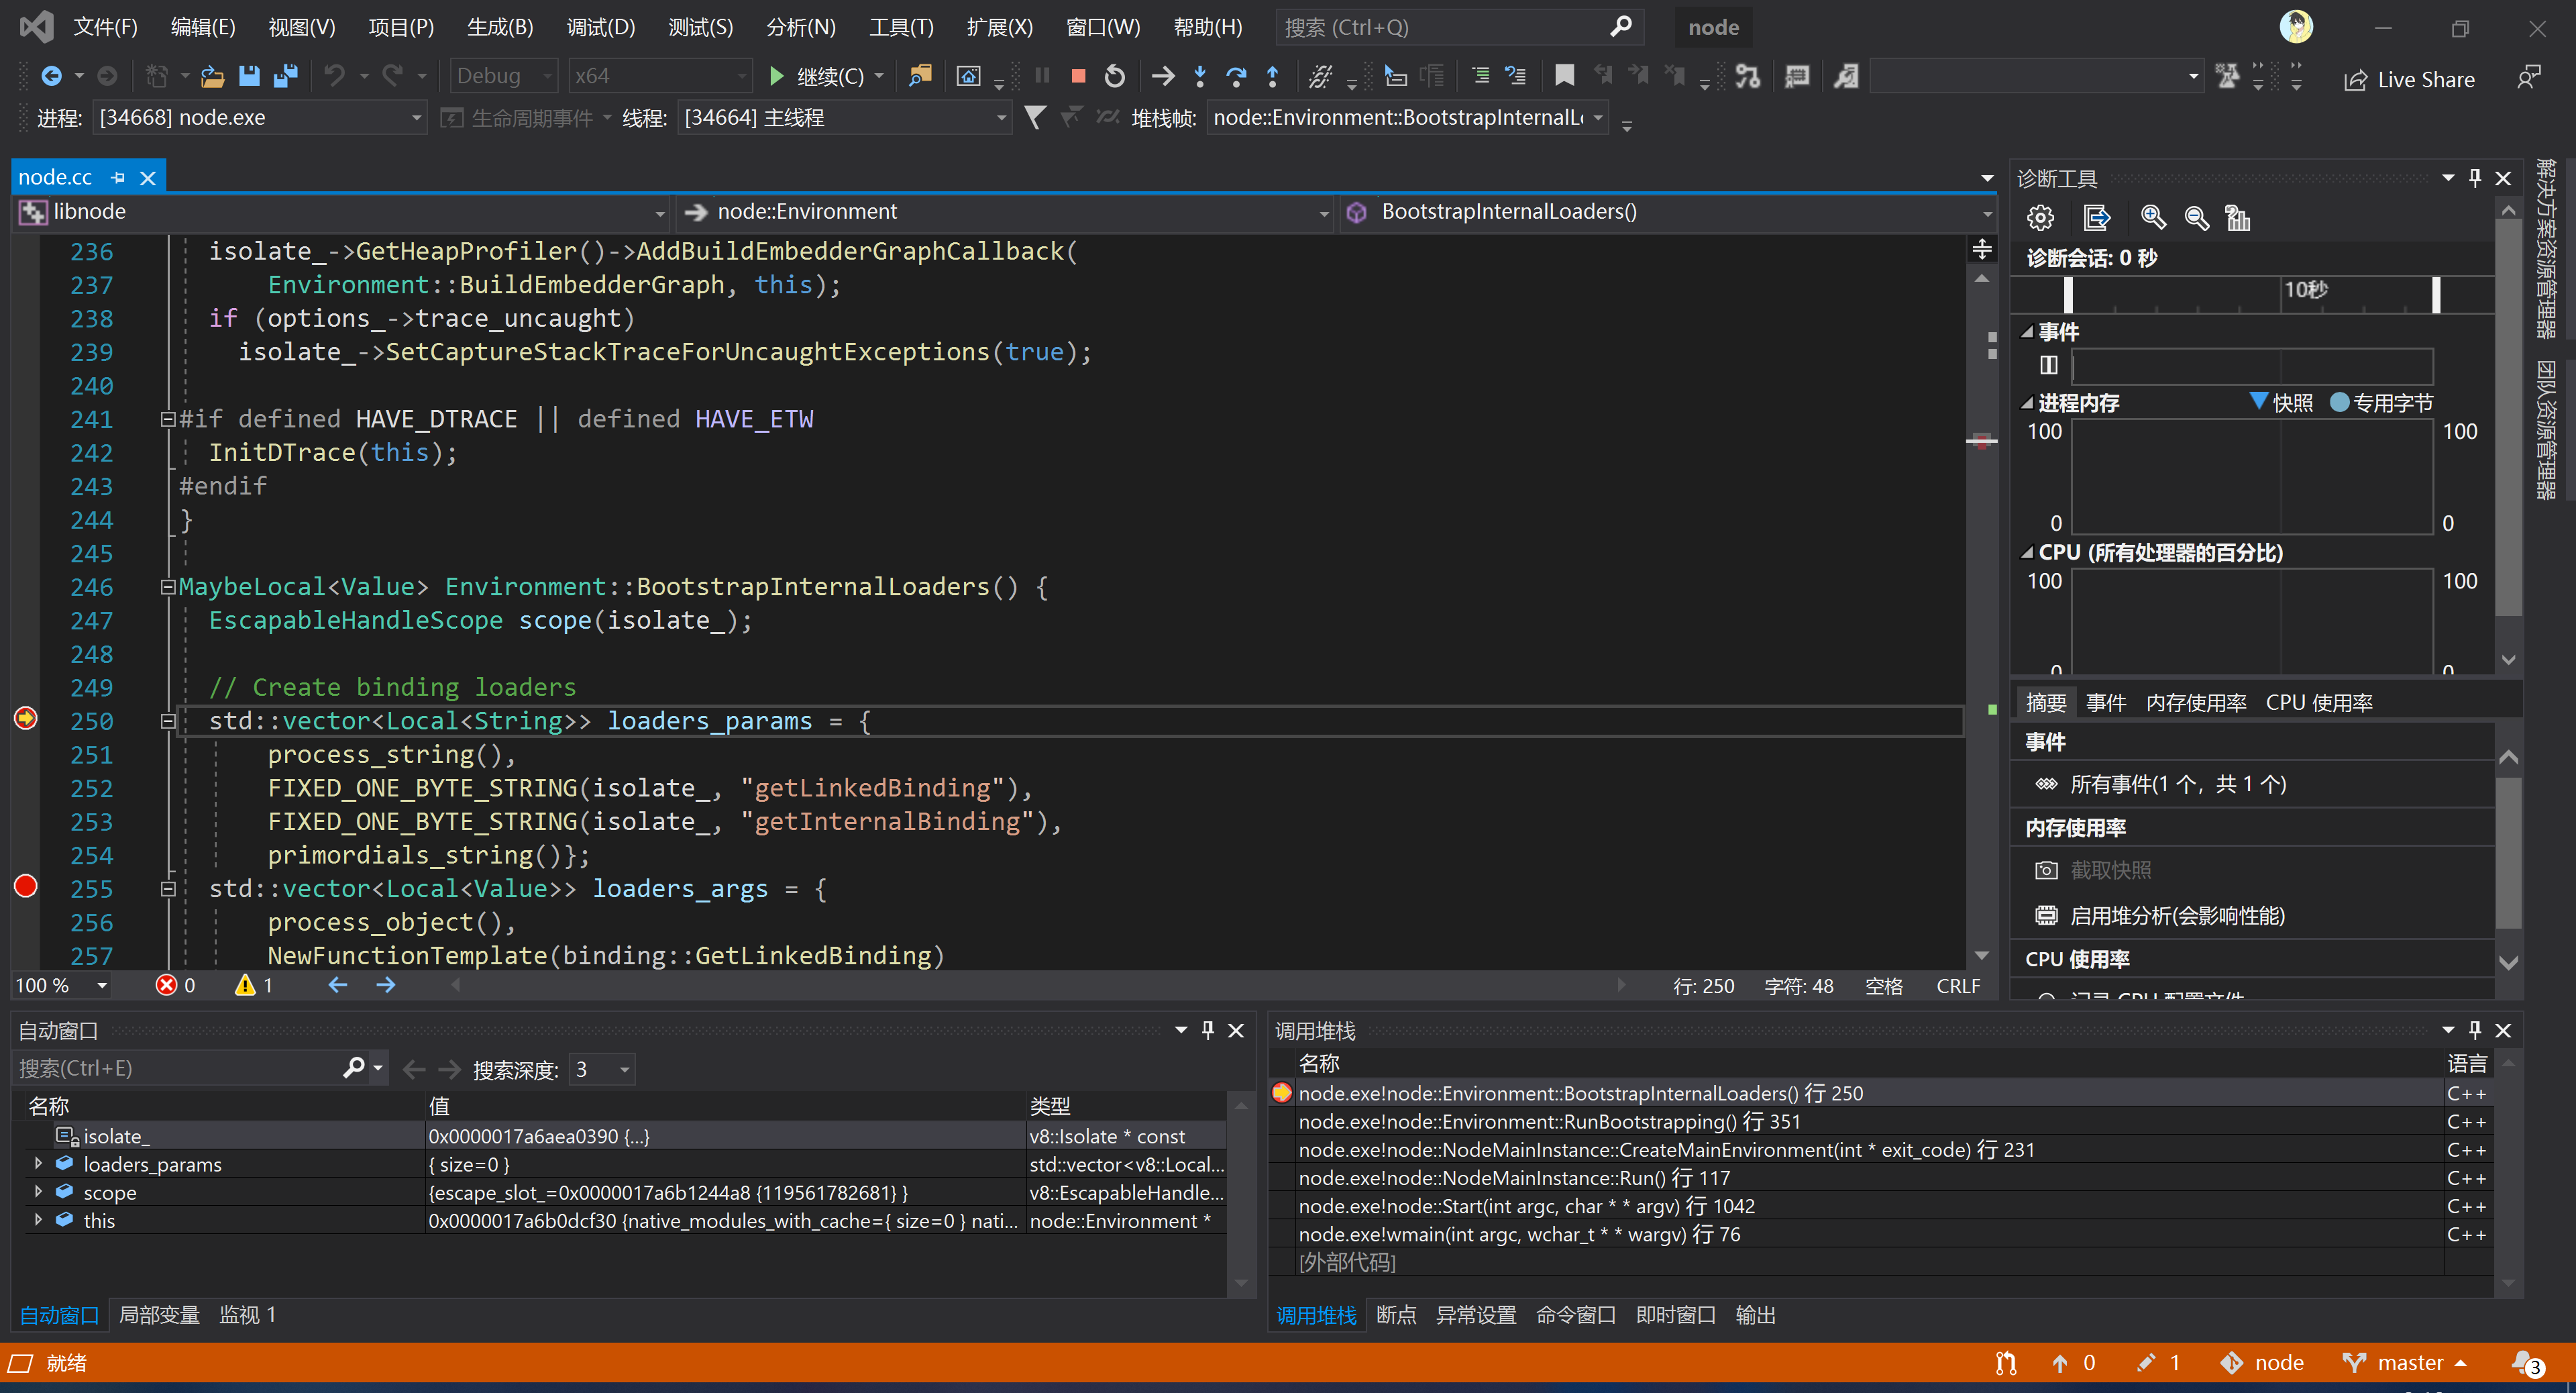 文件(F) 编辑(E) 视图(V) 项目(P) 生成(B) 调试(D) 测试(S) 分析(N) 工具(T) 扩展(X) 窗口(W) 帮助(H) 搜索 (Ctrl+Q) node
Debug x64 继续(C) Live Share
进程: [34668] node.exe 生命周期事件 线程: [34664] 主线程 堆栈帧: node::Environment::BootstrapInternalL
node.cc
libnode node::Environment BootstrapInternalLoaders()
236 isolate_->GetHeapProfiler()->AddBuildEmbedderGraphCallback(
237 Environment::BuildEmbedderGraph, this);
238 if (options_->trace_uncaught)
239 isolate_->SetCaptureStackTraceForUncaughtExceptions(true);
240
241 #if defined HAVE_DTRACE || defined HAVE_ETW
242 InitDTrace(this);
243 #endif
244 }
245
246 MaybeLocal<Value> Environment::BootstrapInternalLoaders() {
247 EscapableHandleScope scope(isolate_);
248
249 // Create binding loaders
250 std::vector<Local<String>> loaders_params = {
251 process_string(),
252 FIXED_ONE_BYTE_STRING(isolate_, "getLinkedBinding"),
253 FIXED_ONE_BYTE_STRING(isolate_, "getInternalBinding"),
254 primordials_string()};
255 std::vector<Local<Value>> loaders_args = {
256 process_object(),
257 NewFunctionTemplate(binding::GetLinkedBinding)
100 % 0 1 行: 250 字符: 48 空格 CRLF
诊断工具
诊断会话: 0 秒
10秒
事件
进程内存 快照 专用字节
100 100
0 0
CPU (所有处理器的百分比)
100 100
0 0
摘要 事件 内存使用率 CPU 使用率
事件
所有事件(1 个，共 1 个)
内存使用率
截取快照
启用堆分析(会影响性能)
CPU 使用率
记录 CPU 配置文件
解决方案资源管理器
团队资源管理器
自动窗口
搜索(Ctrl+E) 搜索深度: 3
名称 值 类型
isolate_ 0x0000017a6aea0390 {...} v8::Isolate * const
loaders_params { size=0 } std::vector<v8::Local...
scope {escape_slot_=0x0000017a6b1244a8 {119561782681} } v8::EscapableHandle...
this 0x0000017a6b0dcf30 {native_modules_with_cache={ size=0 } nati... node::Environment *
自动窗口 局部变量 监视 1
调用堆栈
名称 语言
node.exe!node::Environment::BootstrapInternalLoaders() 行 250 C++
node.exe!node::Environment::RunBootstrapping() 行 351 C++
node.exe!node::NodeMainInstance::CreateMainEnvironment(int * exit_code) 行 231 C++
node.exe!node::NodeMainInstance::Run() 行 117 C++
node.exe!node::Start(int argc, char * * argv) 行 1042 C++
node.exe!wmain(int argc, wchar_t * * wargv) 行 76 C++
[外部代码]
调用堆栈 断点 异常设置 命令窗口 即时窗口 输出
就绪 0 1 node master 3